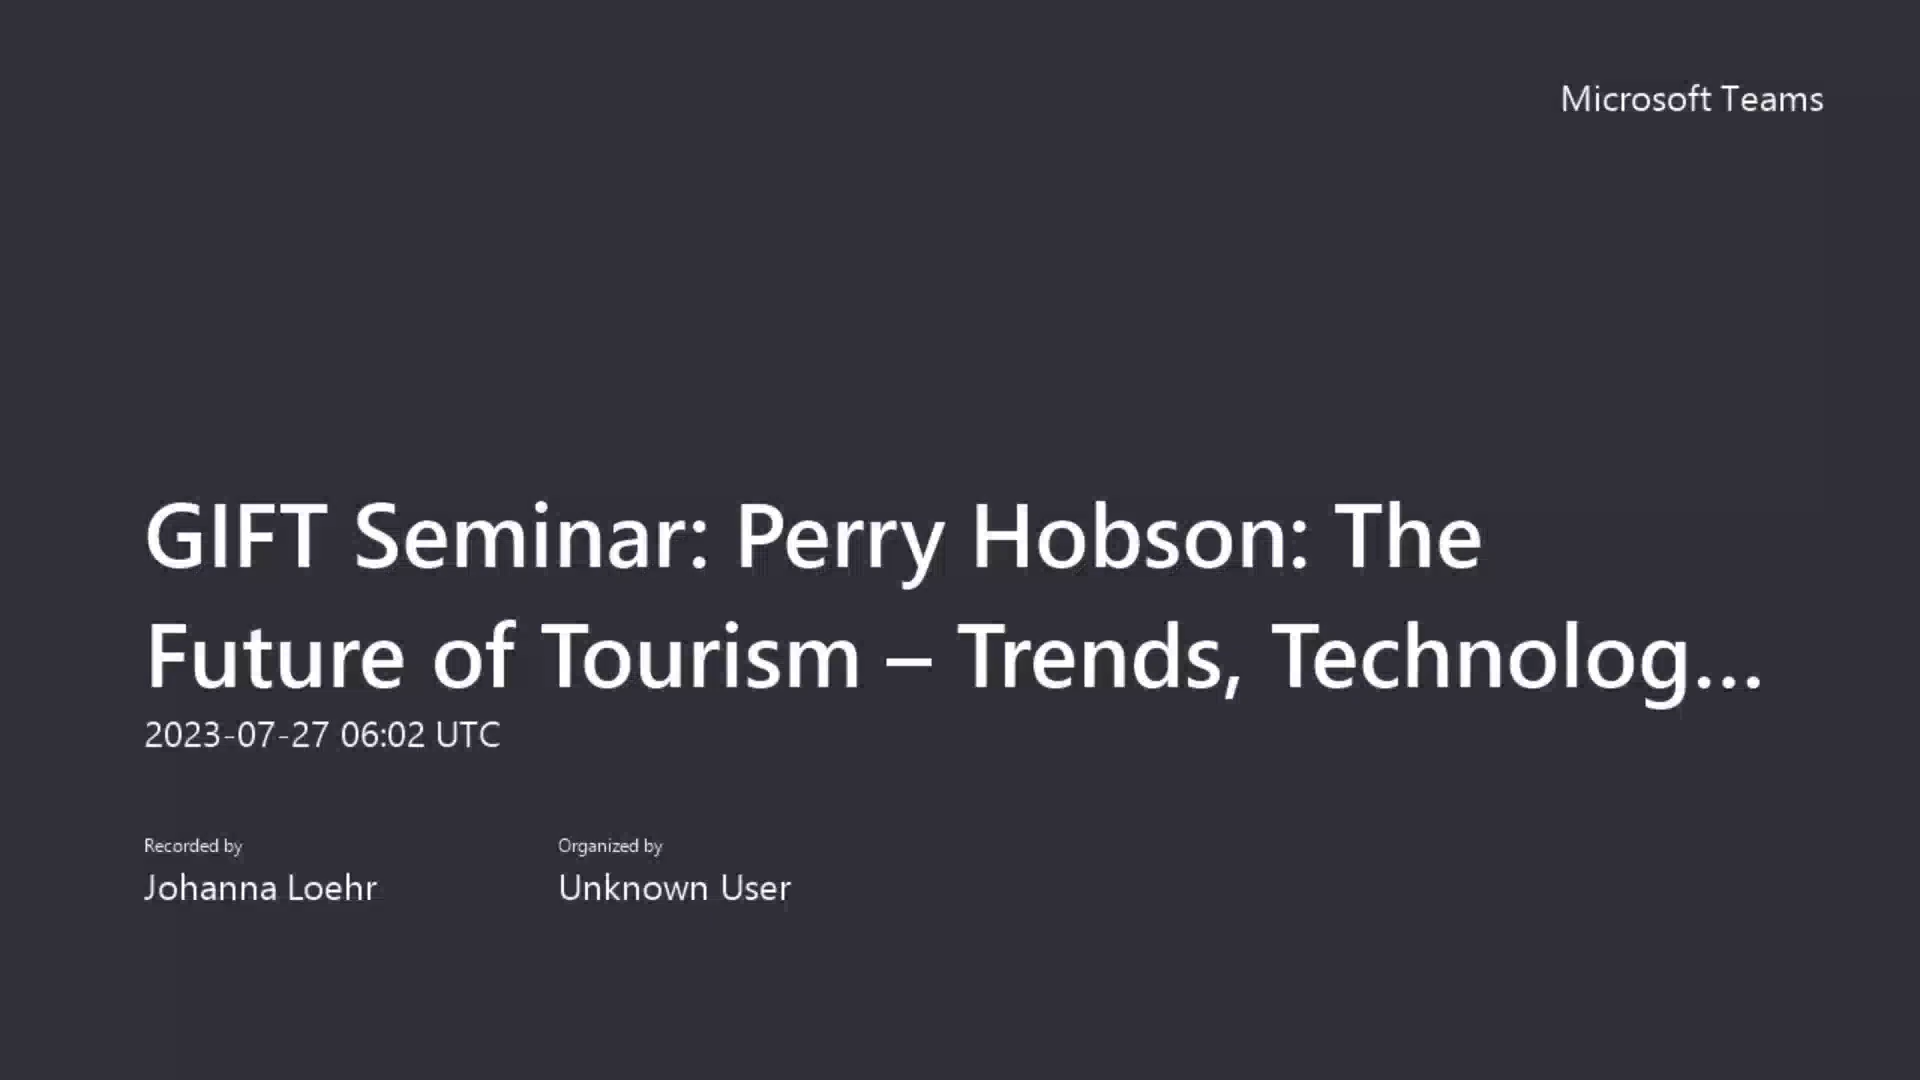 Microsoft Teams
GIFT Seminar: Perry Hobson: The
Future of Tourism – Trends, Technolog...
2023-07-27 06:02 UTC
Recorded by
Johanna Loehr
Organized by
Unknown User